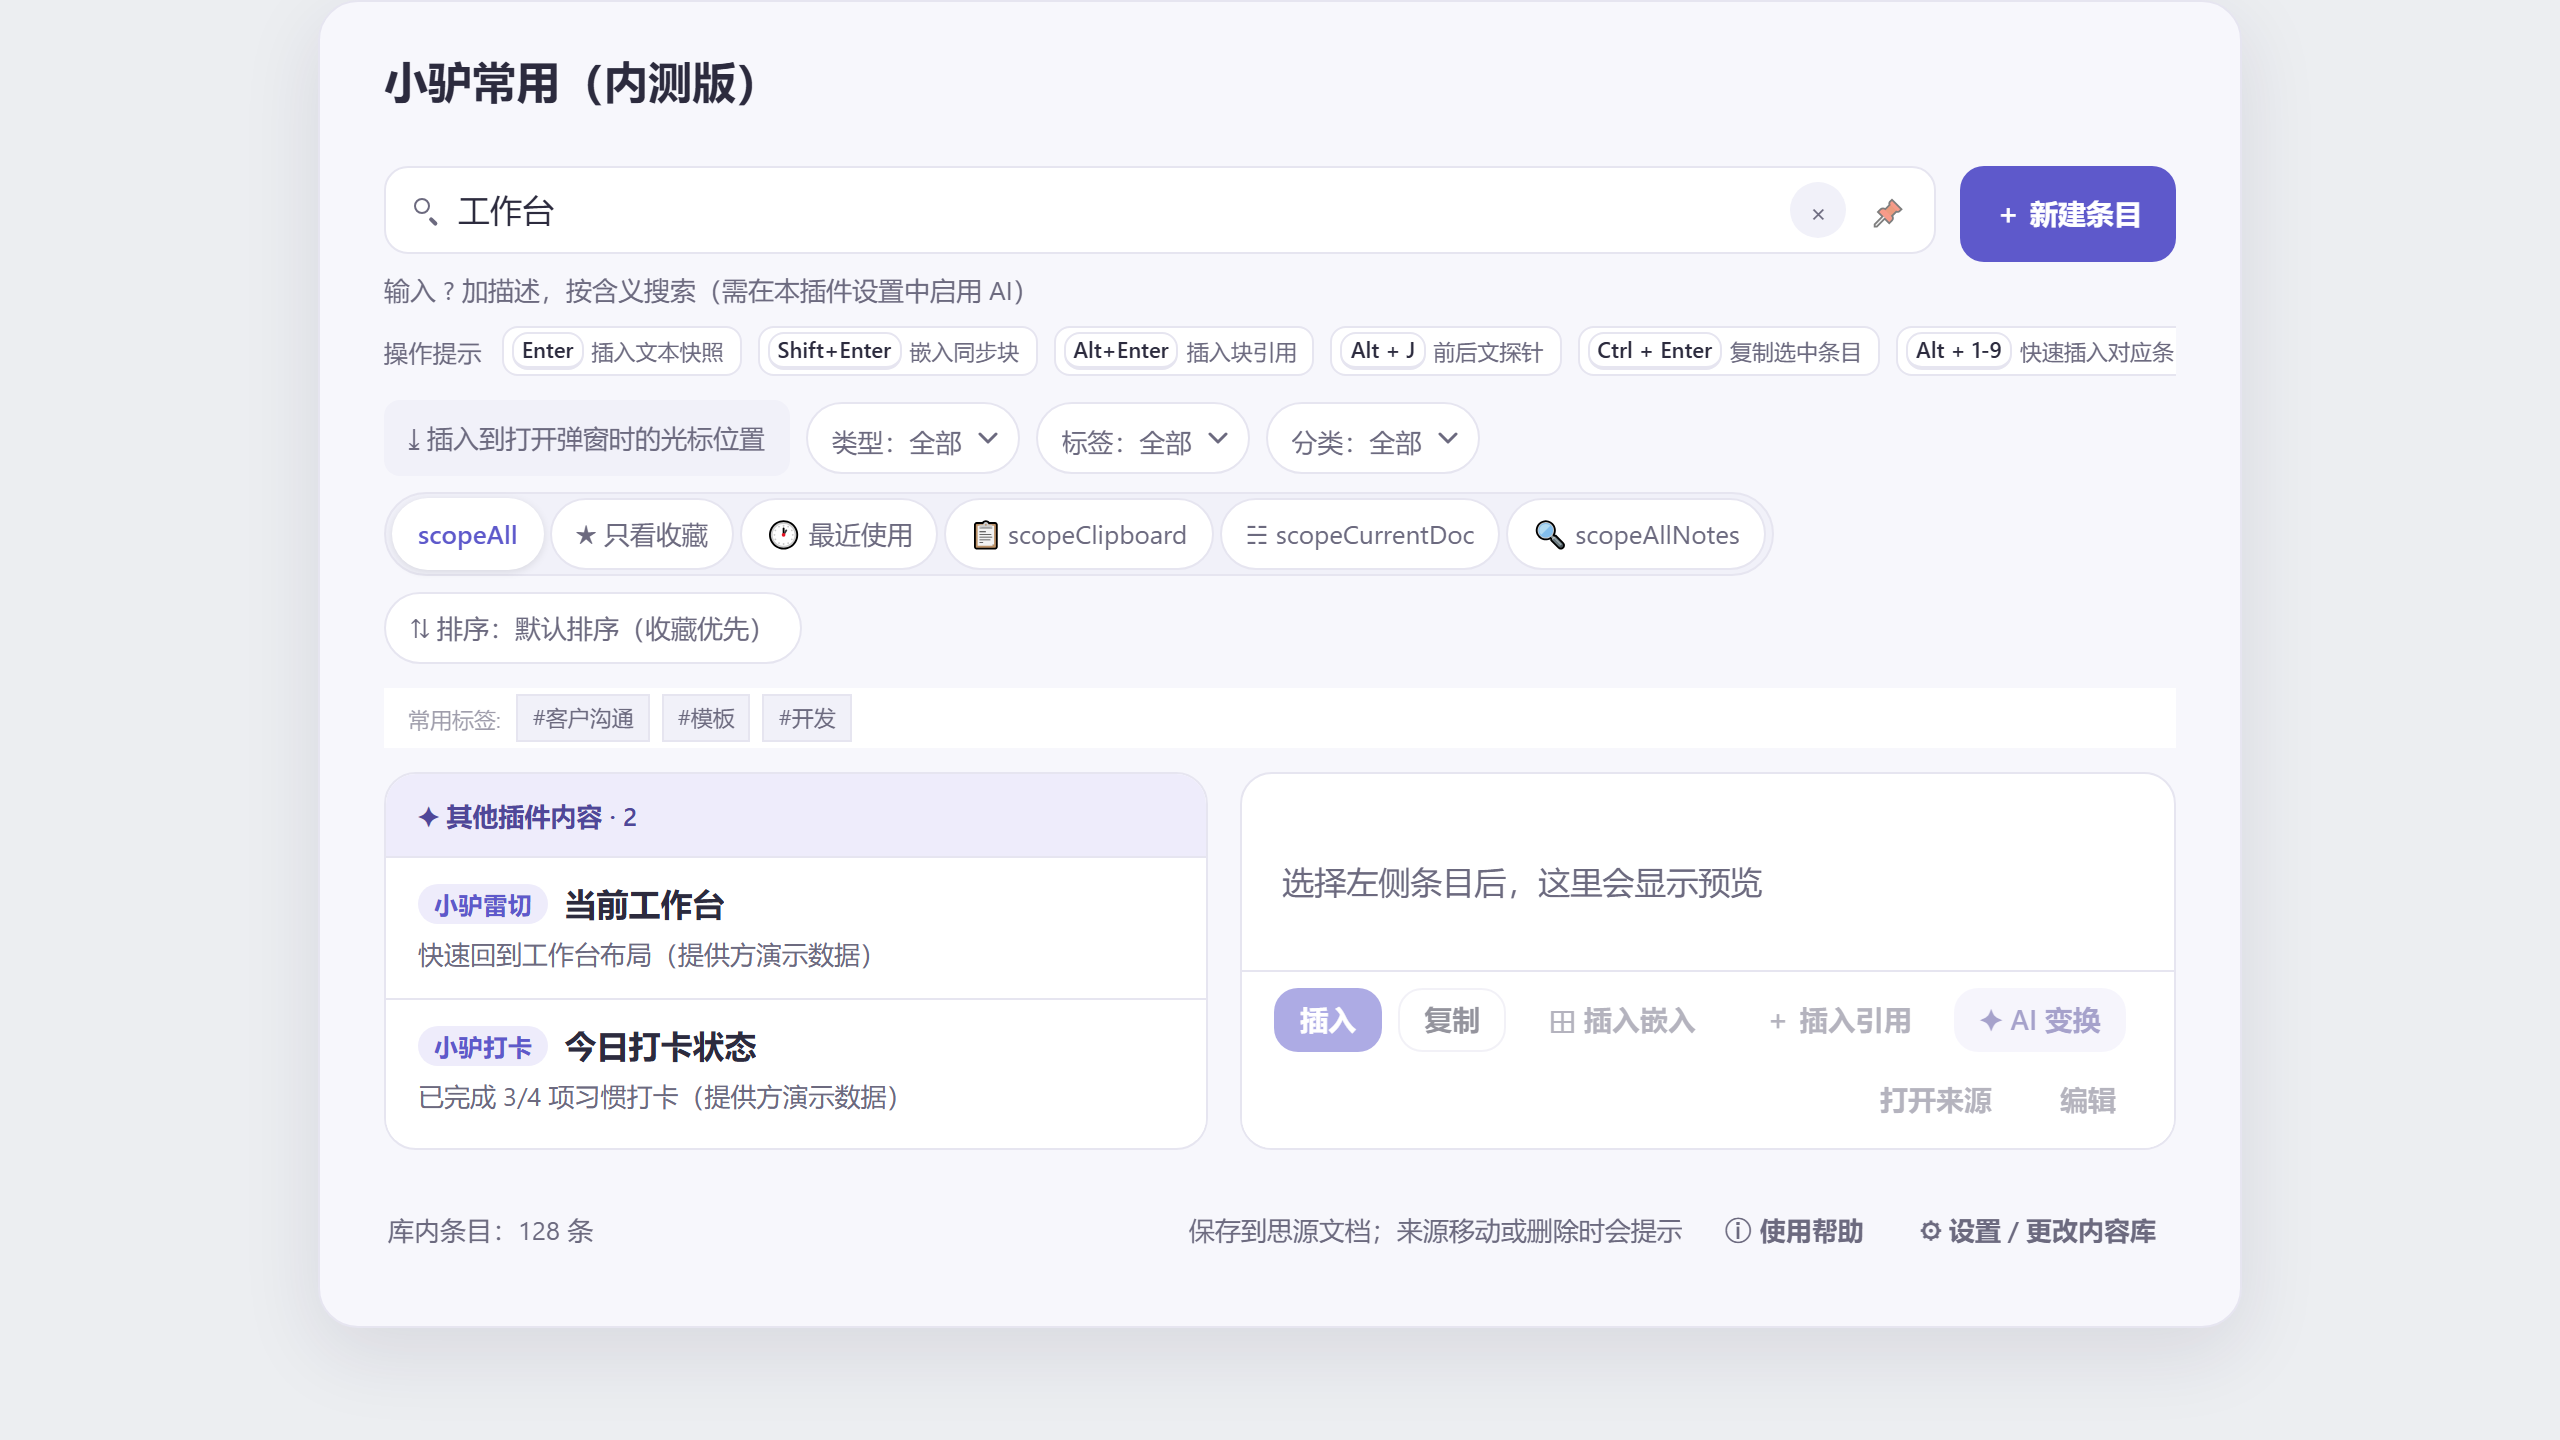 小驴常用（内测版）
工作台 × + 新建条目
输入 ? 加描述，按含义搜索（需在本插件设置中启用 AI）
操作提示 Enter 插入文本快照 Shift+Enter 嵌入同步块 Alt+Enter 插入块引用 Alt + J 前后文探针 Ctrl + Enter 复制选中条目 Alt + 1-9 快速插入对应条
⤓ 插入到打开弹窗时的光标位置 类型：全部 标签：全部 分类：全部
scopeAll ★ 只看收藏 🕐 最近使用 📋 scopeClipboard ☵ scopeCurrentDoc 🔍 scopeAllNotes
⇅ 排序：默认排序（收藏优先）
常用标签: #客户沟通 #模板 #开发
✦ 其他插件内容 · 2
小驴雷切 当前工作台
快速回到工作台布局（提供方演示数据）
小驴打卡 今日打卡状态
已完成 3/4 项习惯打卡（提供方演示数据）
选择左侧条目后，这里会显示预览
插入 复制 田 插入嵌入 + 插入引用 ✦ AI 变换
打开来源 编辑
库内条目：128 条
保存到思源文档；来源移动或删除时会提示 ⓘ 使用帮助 ⚙ 设置 / 更改内容库